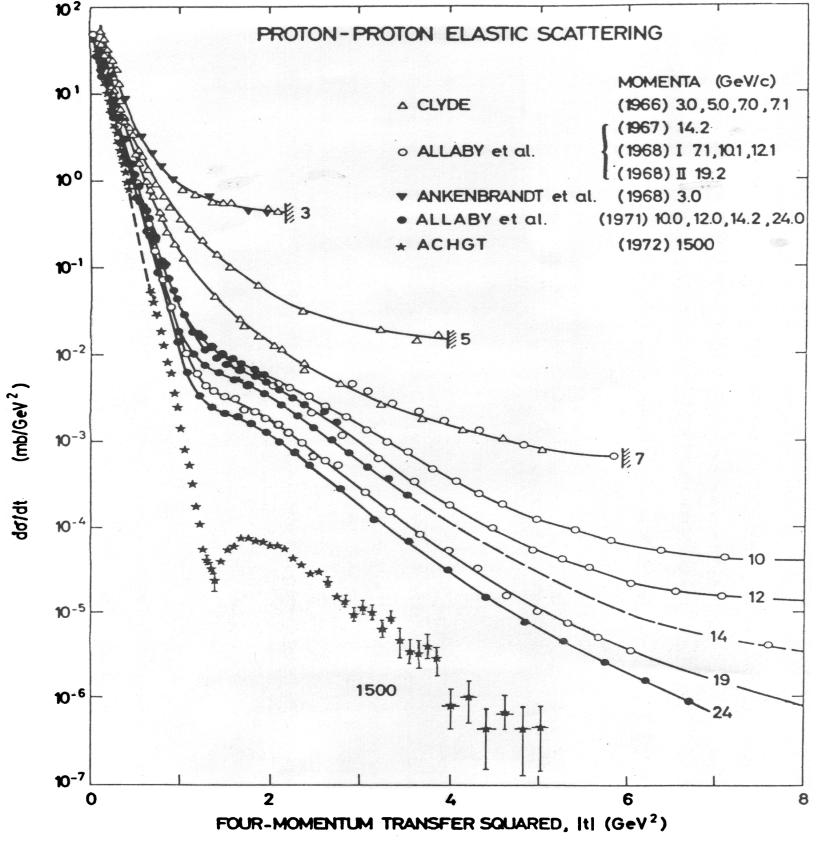 PROTON-PROTON ELASTIC SCATTERING
MOMENTA (GeV/c)
△ CLYDE (1966) 3.0, 5.0, 7.0, 7.1
(1967) 14.2
○ ALLABY et al. (1968) I 7.1, 10.1, 12.1
(1968) II 19.2
▼ ANKENBRANDT et al. (1968) 3.0
● ALLABY et al. (1971) 10.0, 12.0, 14.2, 24.0
★ ACHGT (1972) 1500
10²
10¹
10⁰
10⁻¹
10⁻²
10⁻³
10⁻⁴
10⁻⁵
10⁻⁶
10⁻⁷
dσ/dt (mb/GeV²)
3
5
7
10
12
14
19
24
1500
0 2 4 6 8
FOUR-MOMENTUM TRANSFER SQUARED, |t| (GeV²)